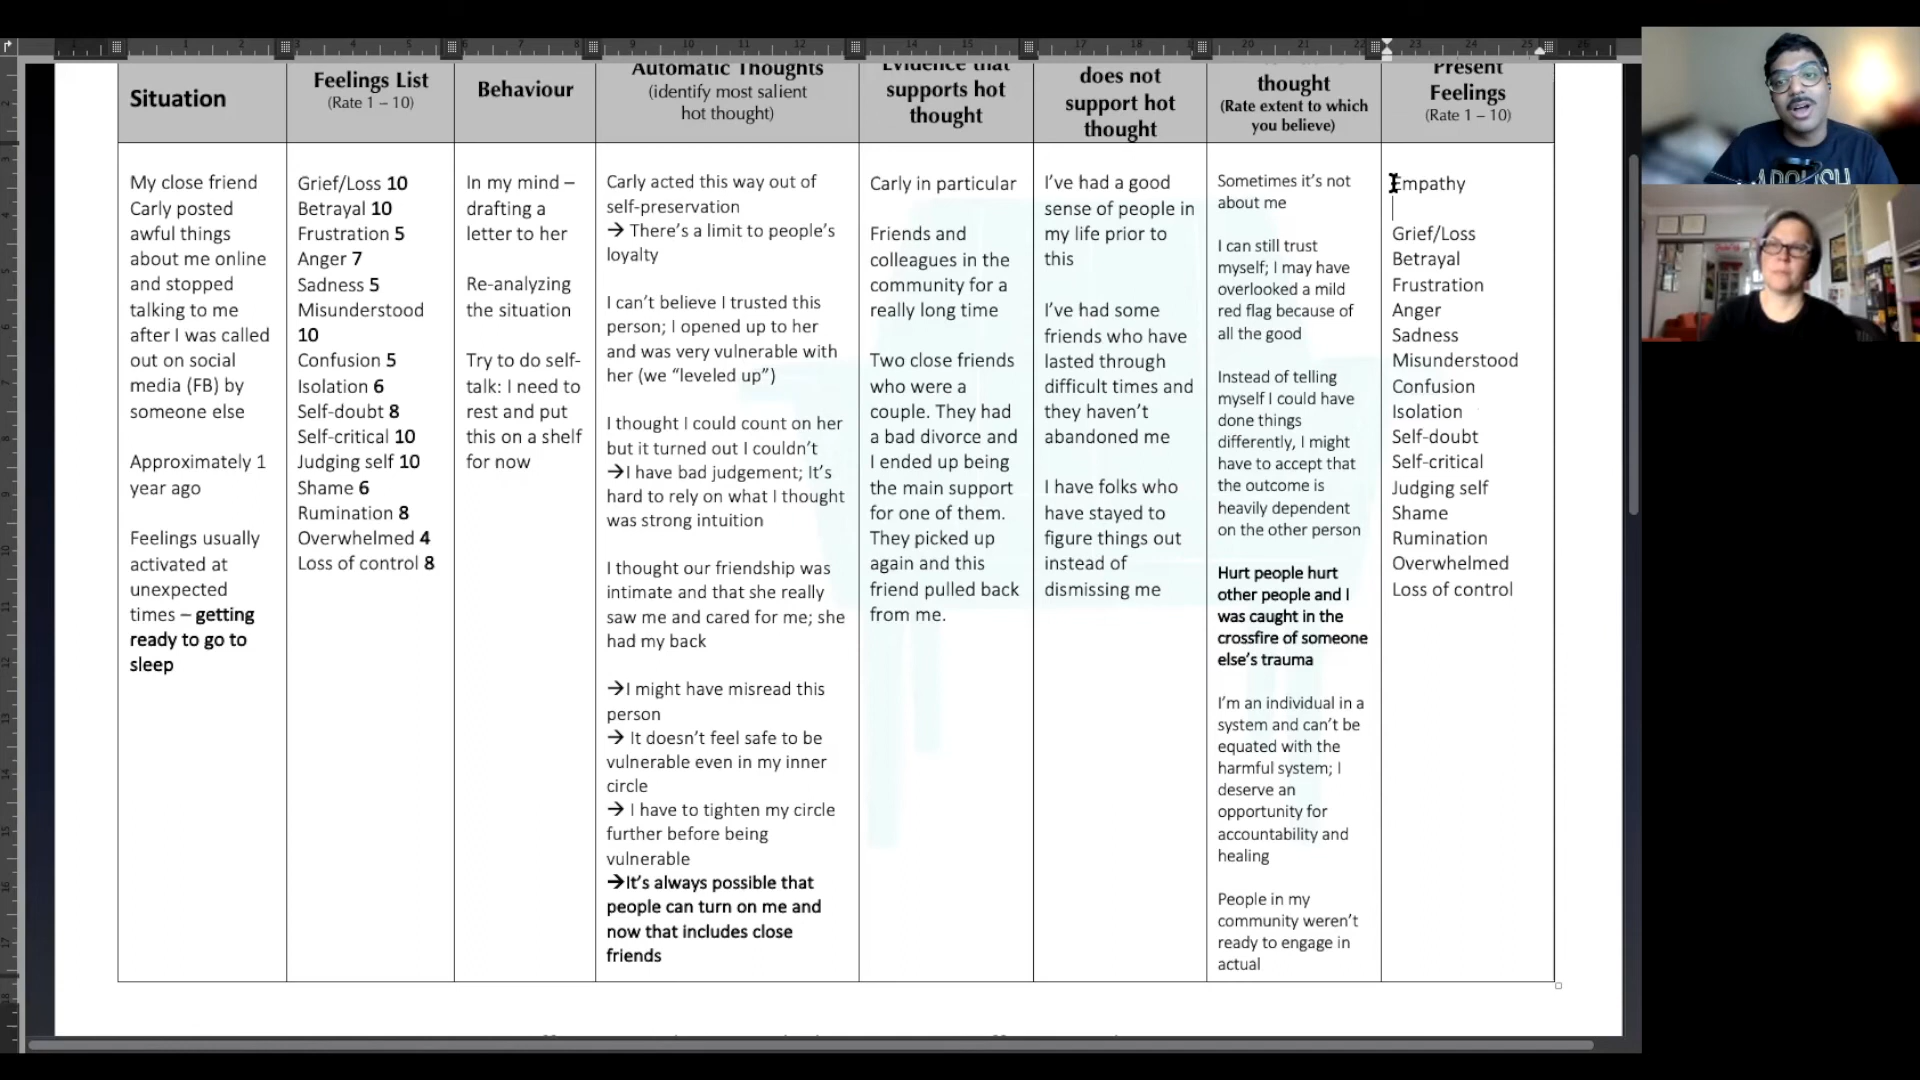 Situation
Feelings List
(Rate 1 – 10)
Behaviour
Automatic Thoughts
(identify most salient
hot thought)
Evidence that
supports hot
thought
does not
support hot
thought
thought
(Rate extent to which
you believe)
Present
Feelings
(Rate 1 – 10)
My close friend
Carly posted
awful things
about me online
and stopped
talking to me
after I was called
out on social
media (FB) by
someone else
Approximately 1
year ago
Feelings usually
activated at
unexpected
times – getting
ready to go to
sleep
Grief/Loss 10
Betrayal 10
Frustration 5
Anger 7
Sadness 5
Misunderstood
10
Confusion 5
Isolation 6
Self-doubt 8
Self-critical 10
Judging self 10
Shame 6
Rumination 8
Overwhelmed 4
Loss of control 8
In my mind –
drafting a
letter to her
Re-analyzing
the situation
Try to do self-
talk: I need to
rest and put
this on a shelf
for now
Carly acted this way out of
self-preservation
→ There's a limit to people's
loyalty
I can't believe I trusted this
person; I opened up to her
and was very vulnerable with
her (we “leveled up”)
I thought I could count on her
but it turned out I couldn't
→I have bad judgement; It's
hard to rely on what I thought
was strong intuition
I thought our friendship was
intimate and that she really
saw me and cared for me; she
had my back
→I might have misread this
person
→ It doesn't feel safe to be
vulnerable even in my inner
circle
→ I have to tighten my circle
further before being
vulnerable
→It's always possible that
people can turn on me and
now that includes close
friends
Carly in particular
Friends and
colleagues in the
community for a
really long time
Two close friends
who were a
couple. They had
a bad divorce and
I ended up being
the main support
for one of them.
They picked up
again and this
friend pulled back
from me.
I've had a good
sense of people in
my life prior to
this
I've had some
friends who have
lasted through
difficult times and
they haven't
abandoned me
I have folks who
have stayed to
figure things out
instead of
dismissing me
Sometimes it's not
about me
I can still trust
myself; I may have
overlooked a mild
red flag because of
all the good
Instead of telling
myself I could have
done things
differently, I might
have to accept that
the outcome is
heavily dependent
on the other person
Hurt people hurt
other people and I
was caught in the
crossfire of someone
else's trauma
I'm an individual in a
system and can't be
equated with the
harmful system; I
deserve an
opportunity for
accountability and
healing
People in my
community weren't
ready to engage in
actual
Empathy
Grief/Loss
Betrayal
Frustration
Anger
Sadness
Misunderstood
Confusion
Isolation
Self-doubt
Self-critical
Judging self
Shame
Rumination
Overwhelmed
Loss of control